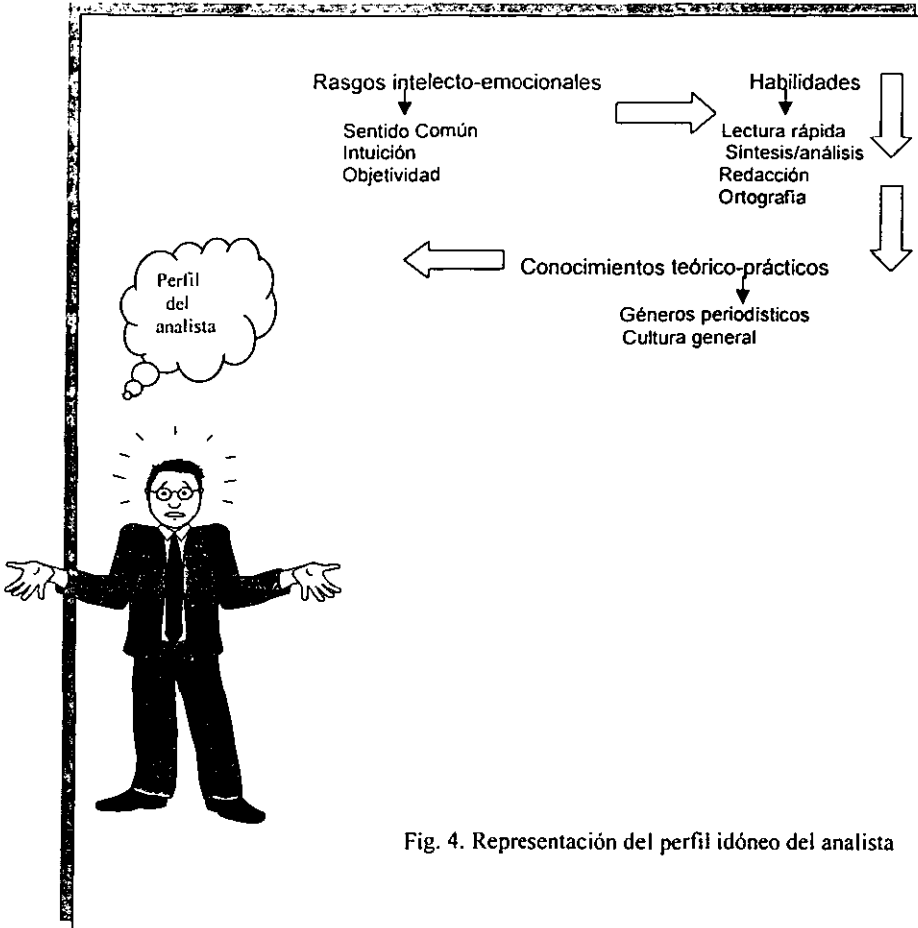 Rasgos intelecto-emocionales
Sentido Común
Intuición
Objetividad
Habilidades
Lectura rápida
Síntesis/análisis
Redacción
Ortografía
Conocimientos teórico-prácticos
Géneros periodísticos
Cultura general
Perfil
del
analista
Fig. 4. Representación del perfil idóneo del analista